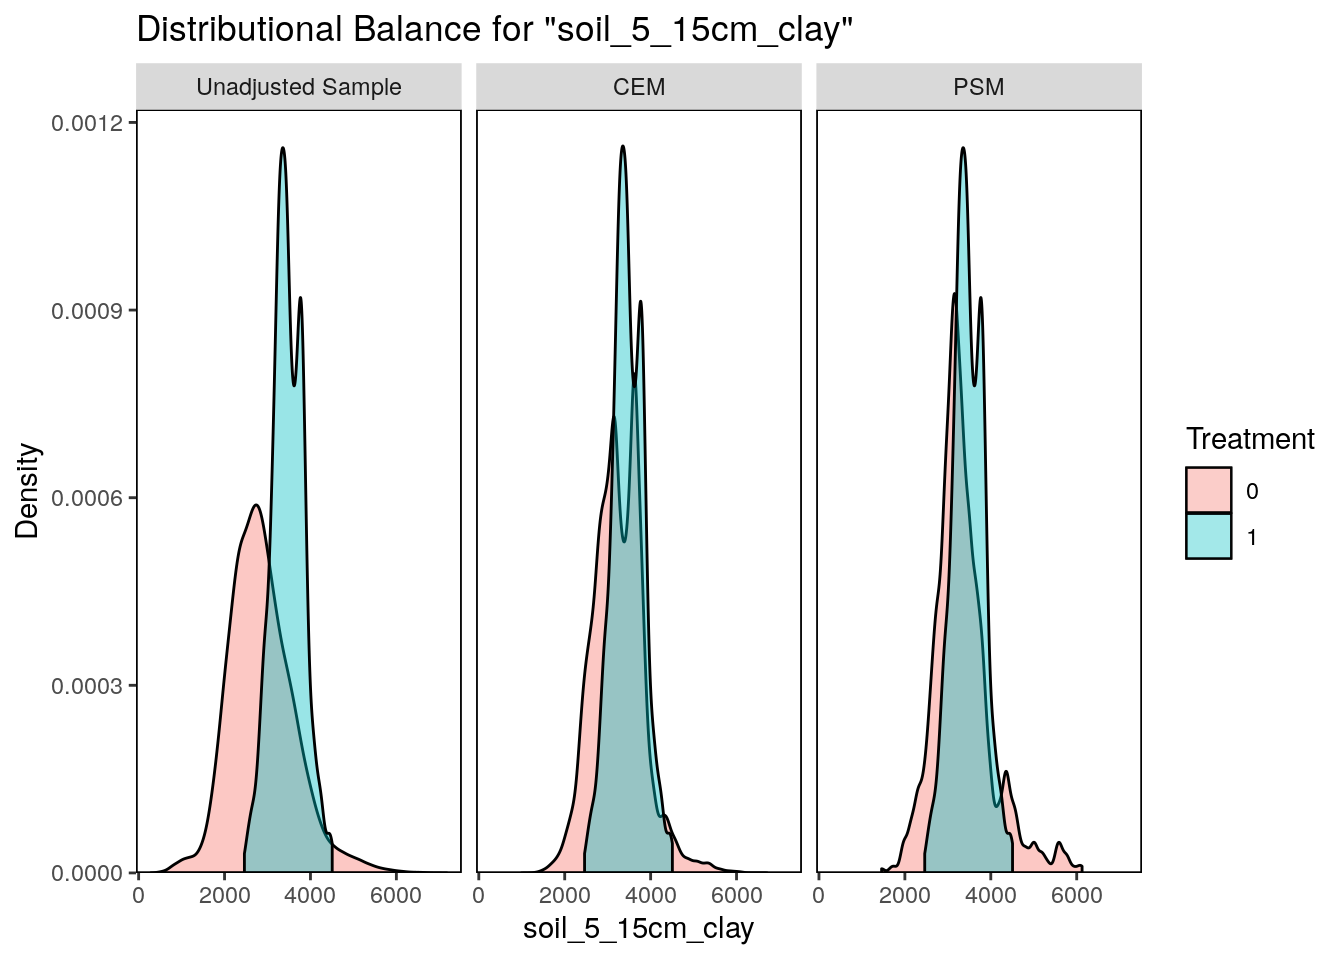 Distributional Balance for "soil_5_15cm_clay"
Unadjusted Sample
CEM
PSM
0.0012
0.0009
0.0006
0.0003
0.0000
Density
0 2000 4000 6000
0 2000 4000 6000
0 2000 4000 6000
soil_5_15cm_clay
Treatment
0
1